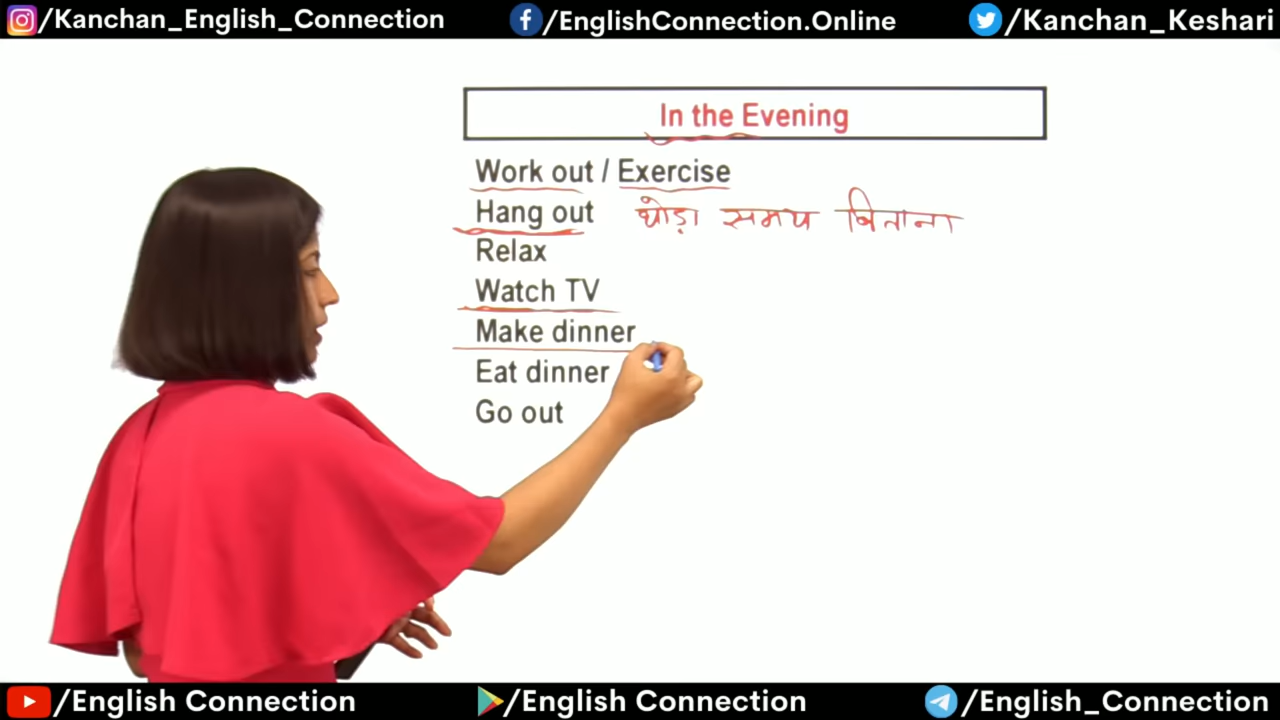 /Kanchan_English_Connection /EnglishConnection.Online /Kanchan_Keshari
In the Evening
Work out / Exercise
Hang out थोड़ा समय बिताना
Relax
Watch TV
Make dinner
Eat dinner
Go out
/English Connection /English Connection /English_Connection